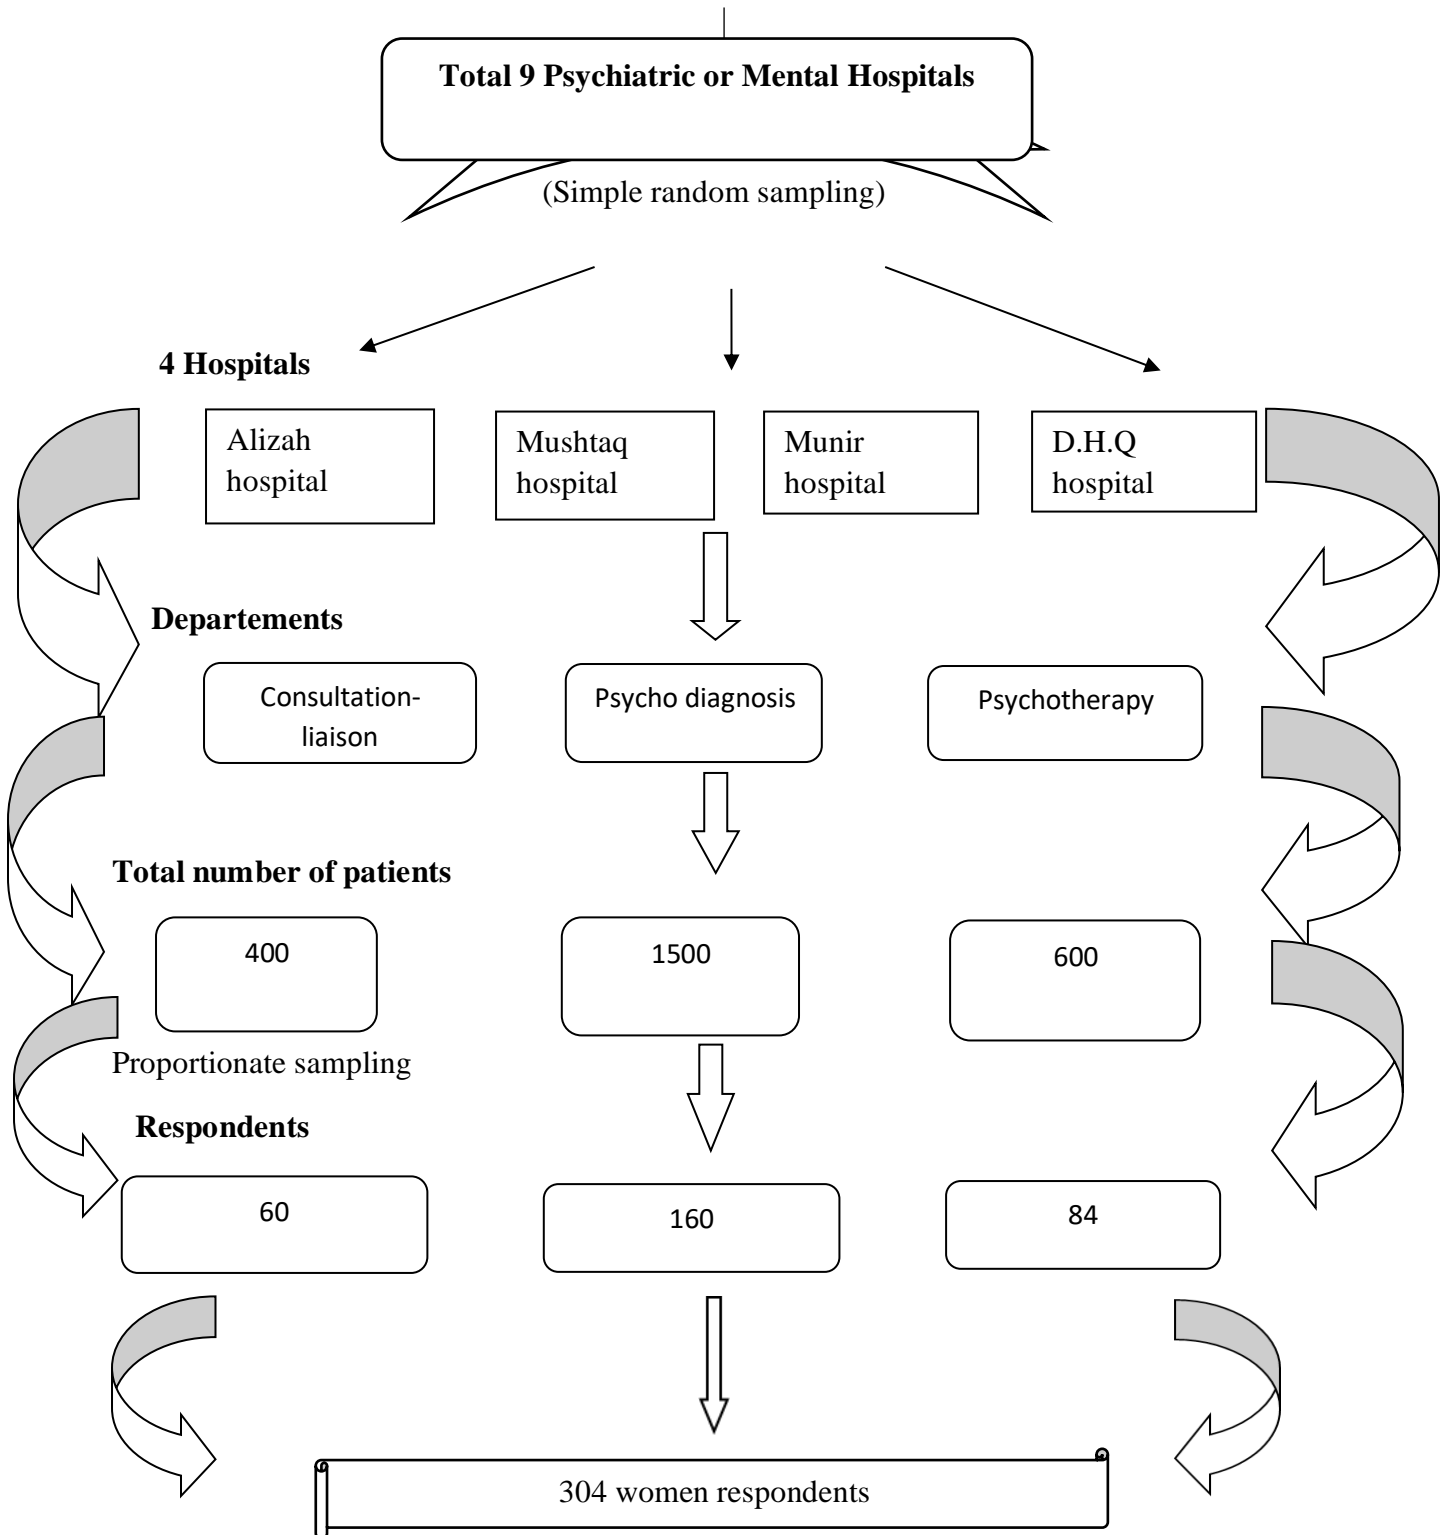 Total 9 Psychiatric or Mental Hospitals
(Simple random sampling)
4 Hospitals
Alizah
hospital
Mushtaq
hospital
Munir
hospital
D.H.Q
hospital
Departements
Consultation-
liaison
Psycho diagnosis
Psychotherapy
Total number of patients
400
1500
600
Proportionate sampling
Respondents
60
160
84
304 women respondents